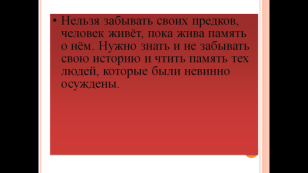 • Нельзя забывать своих предков,
человек живёт, пока жива память
о нём. Нужно знать и не забывать
свою историю и чтить память тех
людей, которые были невинно
осуждены.